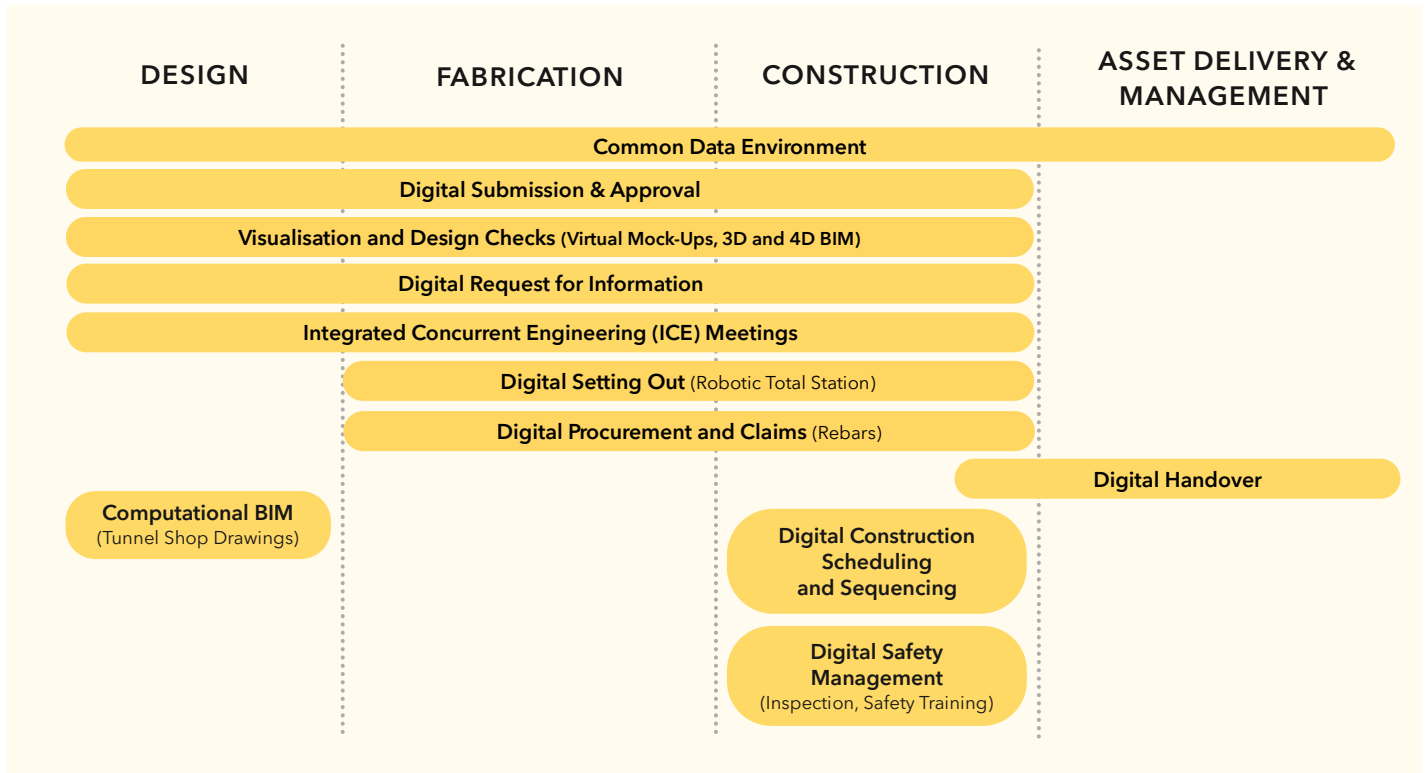 DESIGN
FABRICATION
CONSTRUCTION
ASSET DELIVERY &
MANAGEMENT
Common Data Environment
Digital Submission & Approval
Visualisation and Design Checks (Virtual Mock-Ups, 3D and 4D BIM)
Digital Request for Information
Integrated Concurrent Engineering (ICE) Meetings
Digital Setting Out (Robotic Total Station)
Digital Procurement and Claims (Rebars)
Digital Handover
Computational BIM
(Tunnel Shop Drawings)
Digital Construction
Scheduling
and Sequencing
Digital Safety
Management
(Inspection, Safety Training)